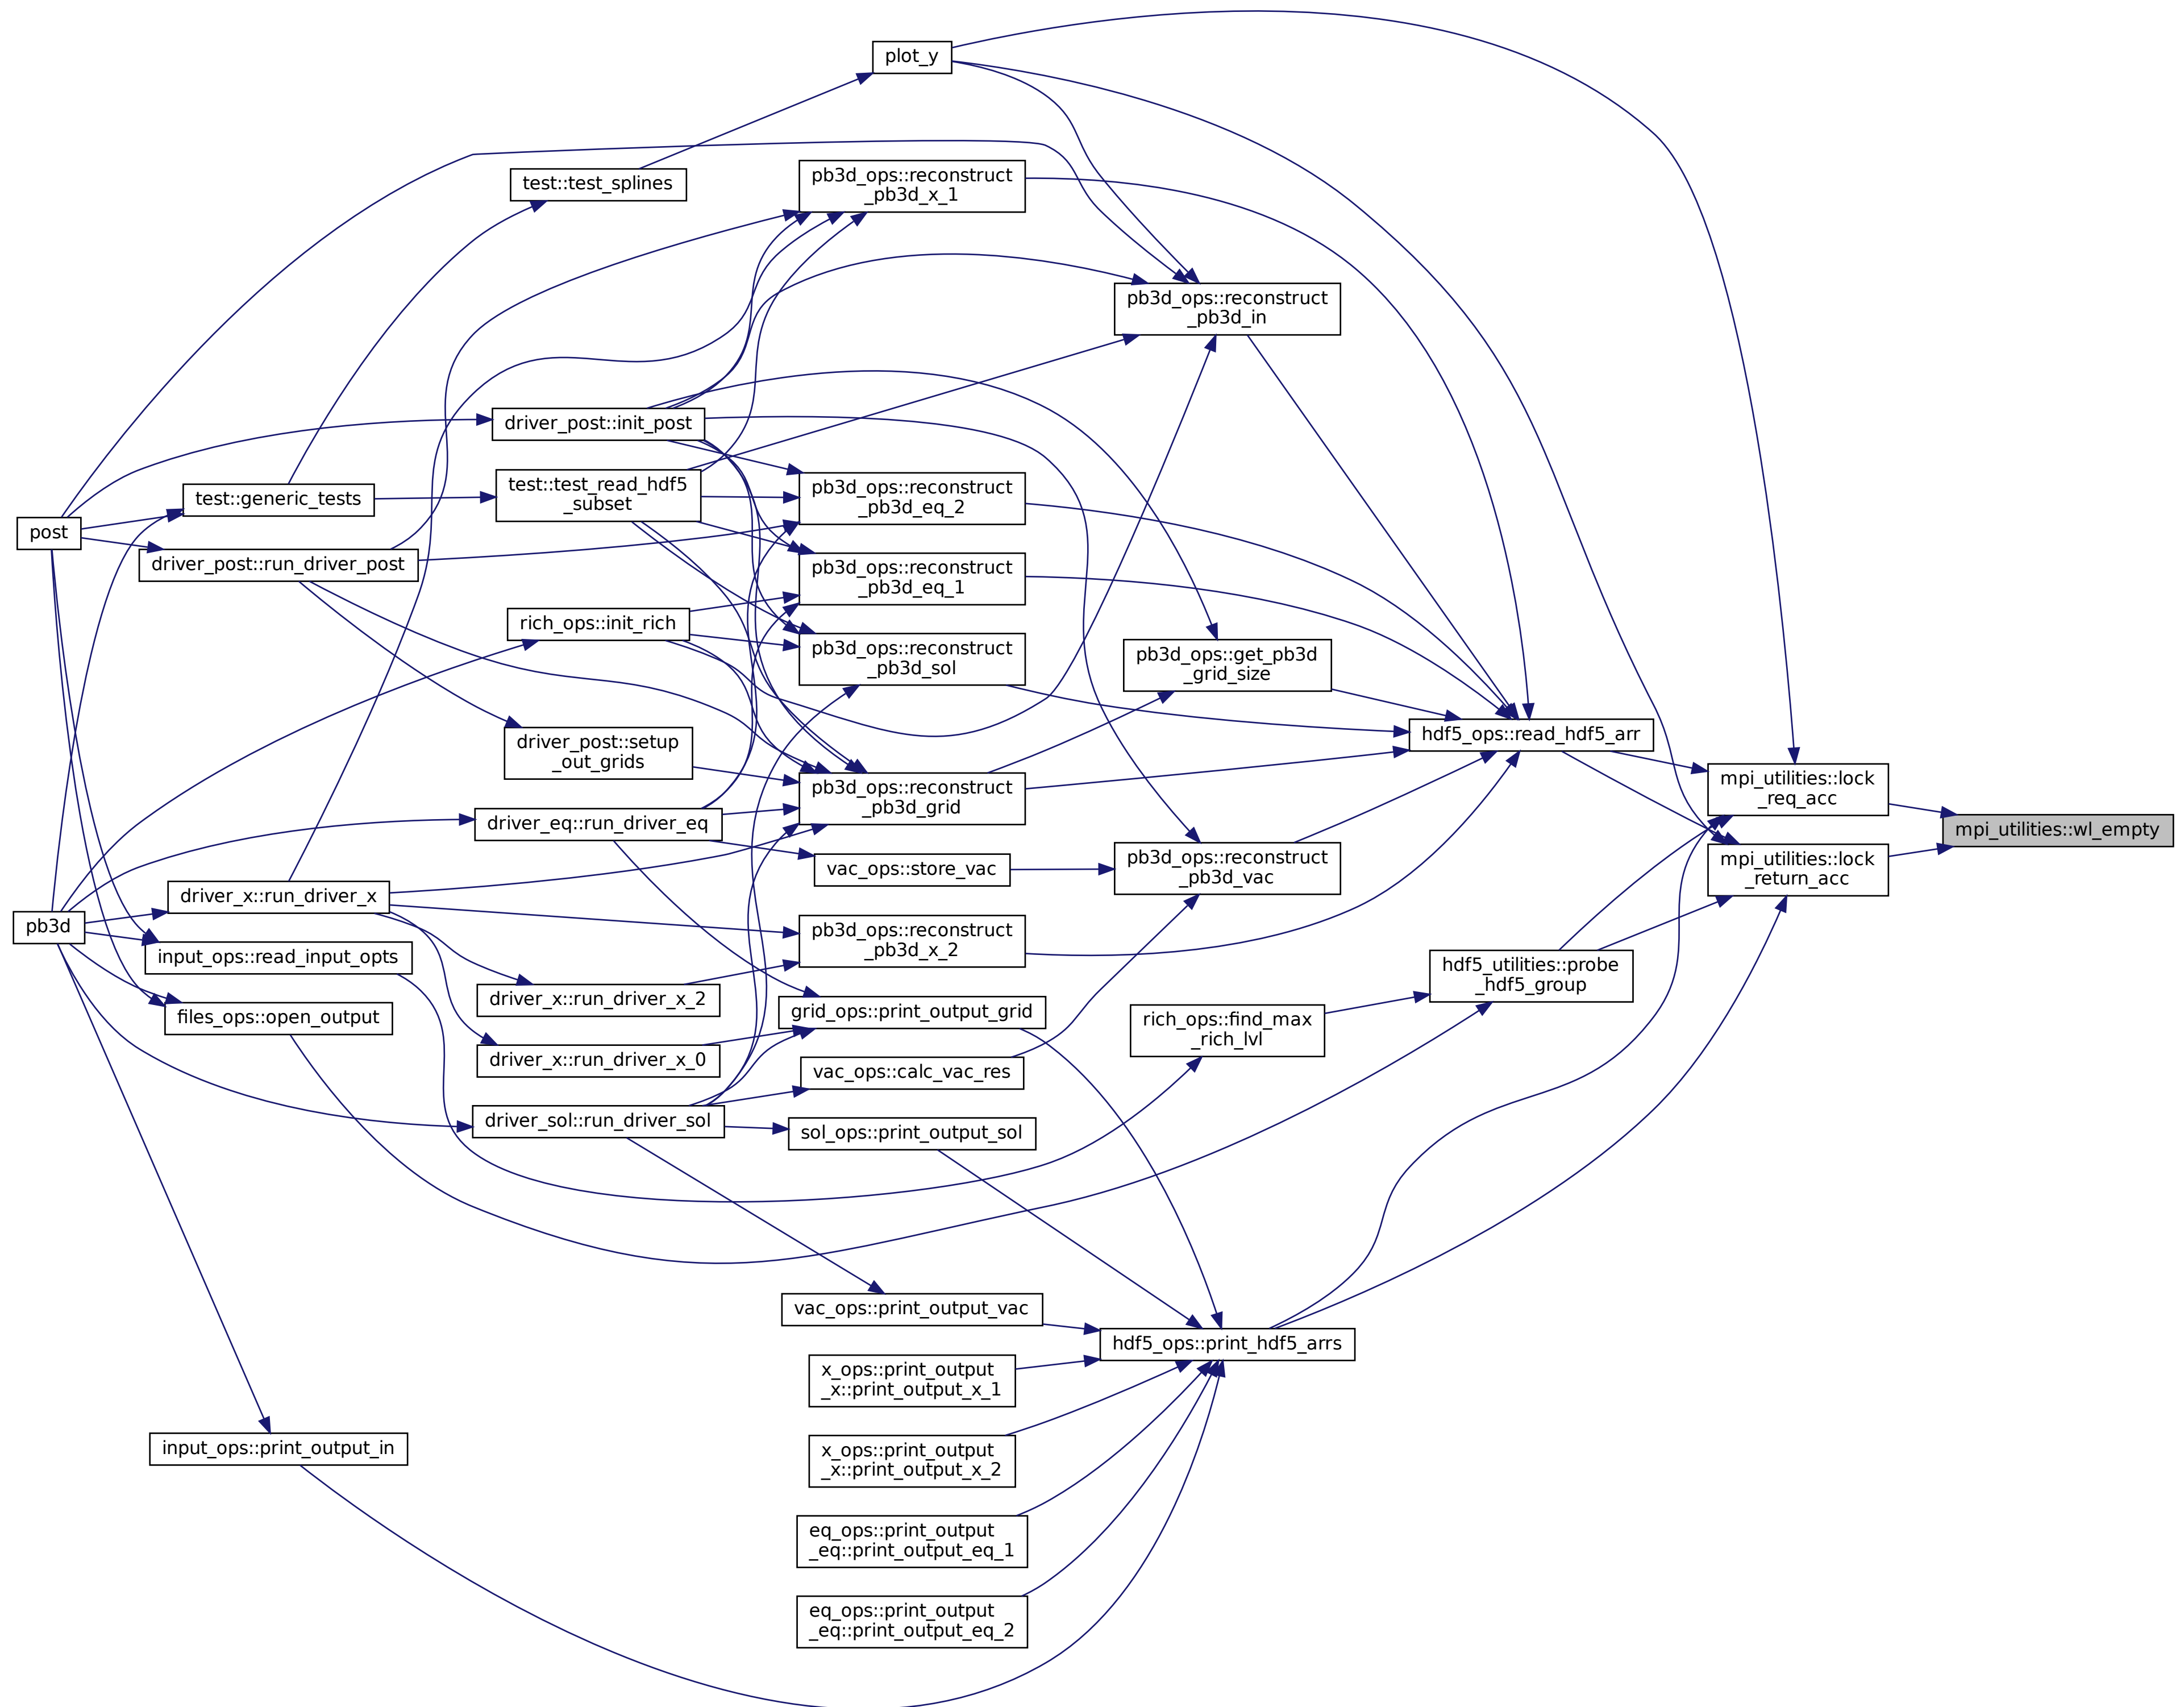 plot_y
test::test_splines
pb3d_ops::reconstruct
_pb3d_x_1
pb3d_ops::reconstruct
_pb3d_in
driver_post::init_post
test::test_read_hdf5
_subset
pb3d_ops::reconstruct
_pb3d_eq_2
test::generic_tests
post
driver_post::run_driver_post
pb3d_ops::reconstruct
_pb3d_eq_1
rich_ops::init_rich
pb3d_ops::reconstruct
_pb3d_sol
pb3d_ops::get_pb3d
_grid_size
hdf5_ops::read_hdf5_arr
driver_post::setup
_out_grids
pb3d_ops::reconstruct
_pb3d_grid
mpi_utilities::lock
_req_acc
driver_eq::run_driver_eq
mpi_utilities::wl_empty
vac_ops::store_vac
pb3d_ops::reconstruct
_pb3d_vac
mpi_utilities::lock
_return_acc
driver_x::run_driver_x
pb3d
pb3d_ops::reconstruct
_pb3d_x_2
input_ops::read_input_opts
hdf5_utilities::probe
_hdf5_group
driver_x::run_driver_x_2
files_ops::open_output
grid_ops::print_output_grid
rich_ops::find_max
_rich_lvl
driver_x::run_driver_x_0
vac_ops::calc_vac_res
driver_sol::run_driver_sol
sol_ops::print_output_sol
vac_ops::print_output_vac
hdf5_ops::print_hdf5_arrs
x_ops::print_output
_x::print_output_x_1
input_ops::print_output_in
x_ops::print_output
_x::print_output_x_2
eq_ops::print_output
_eq::print_output_eq_1
eq_ops::print_output
_eq::print_output_eq_2